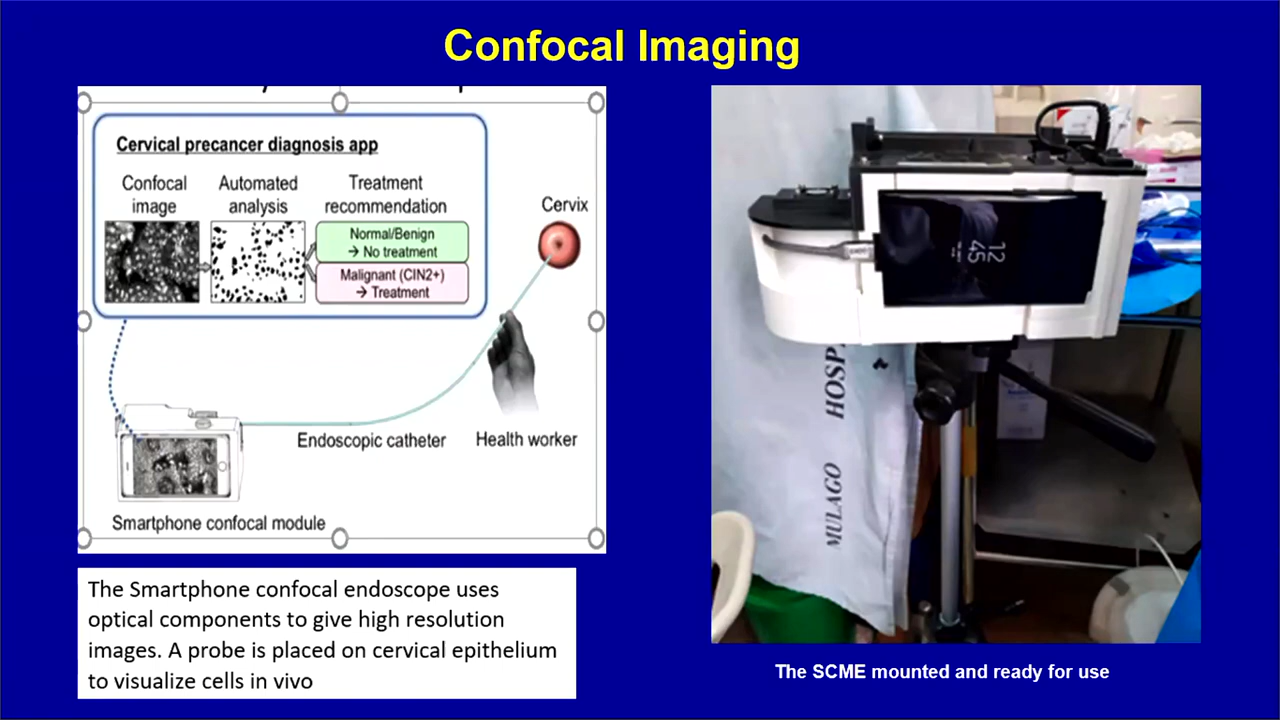 Confocal Imaging
Cervical precancer diagnosis app
Confocal
image
Automated
analysis
Treatment
recommendation
Normal/Benign
→ No treatment
Malignant (CIN2+)
→ Treatment
Cervix
Endoscopic catheter
Health worker
Smartphone confocal module
The Smartphone confocal endoscope uses
optical components to give high resolution
images. A probe is placed on cervical epithelium
to visualize cells in vivo
12
45
MULAGO HOSP
The SCME mounted and ready for use